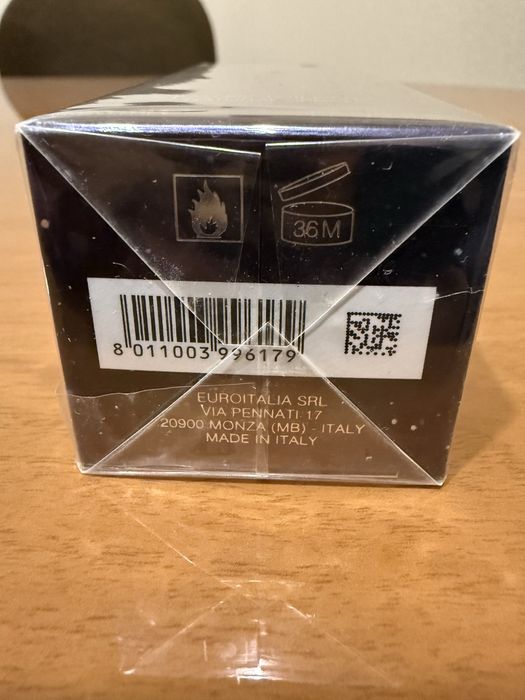 36M
8 011003 996179
EUROITALIA SRL
VIA PENNATI 17
20900 MONZA (MB) - ITALY
MADE IN ITALY